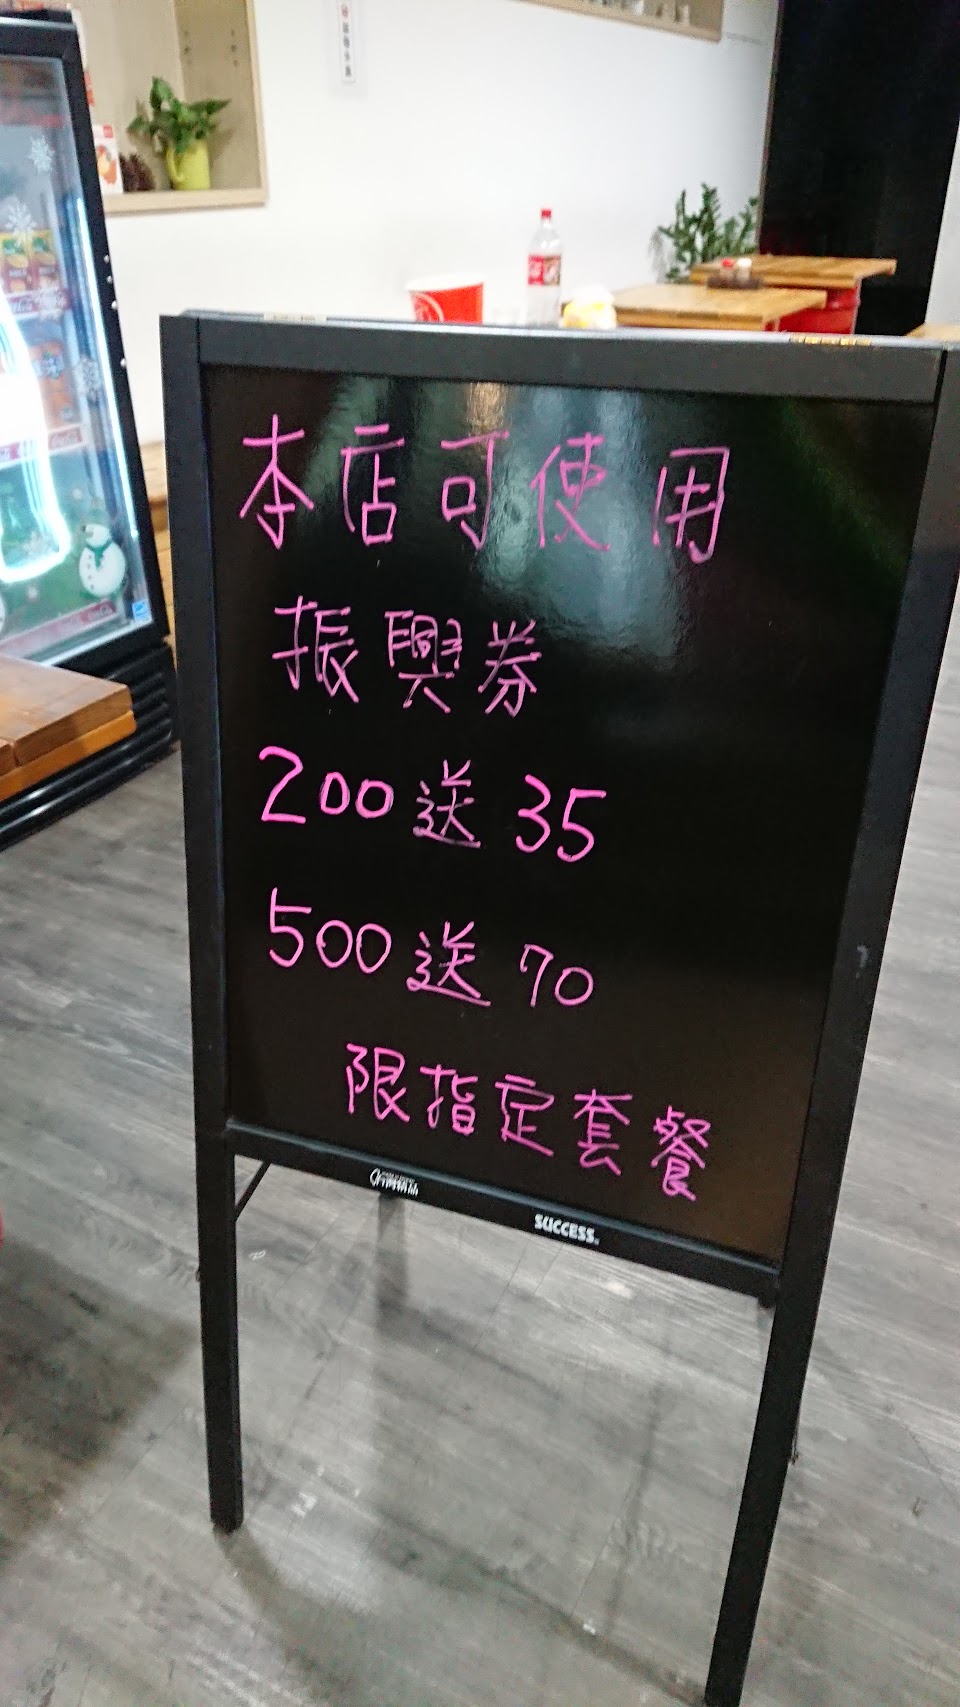 本店可使用
振興券
200送35
500送70
限指定套餐
SUCCESS